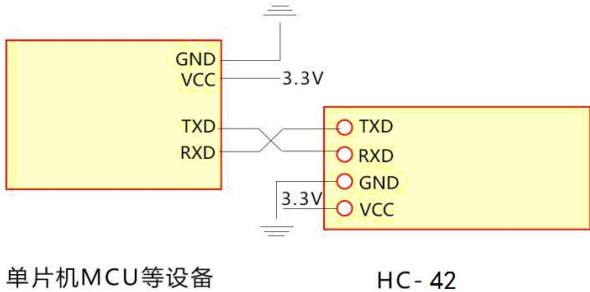 GND
VCC
3.3V
TXD
RXD
TXD
RXD
GND
3.3V
VCC
单片机MCU等设备
HC-42